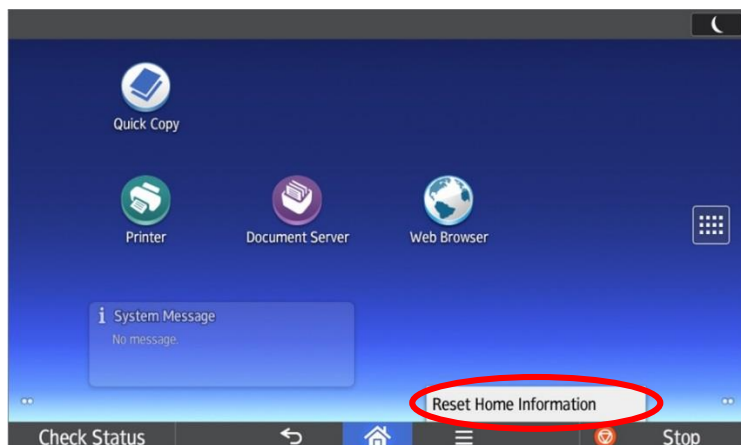 Quick Copy
Printer
Document Server
Web Browser
i System Message
No message.
Reset Home Information
Check Status
Stop